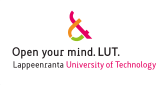 Open your mind. LUT.
Lappeenranta University of Technology